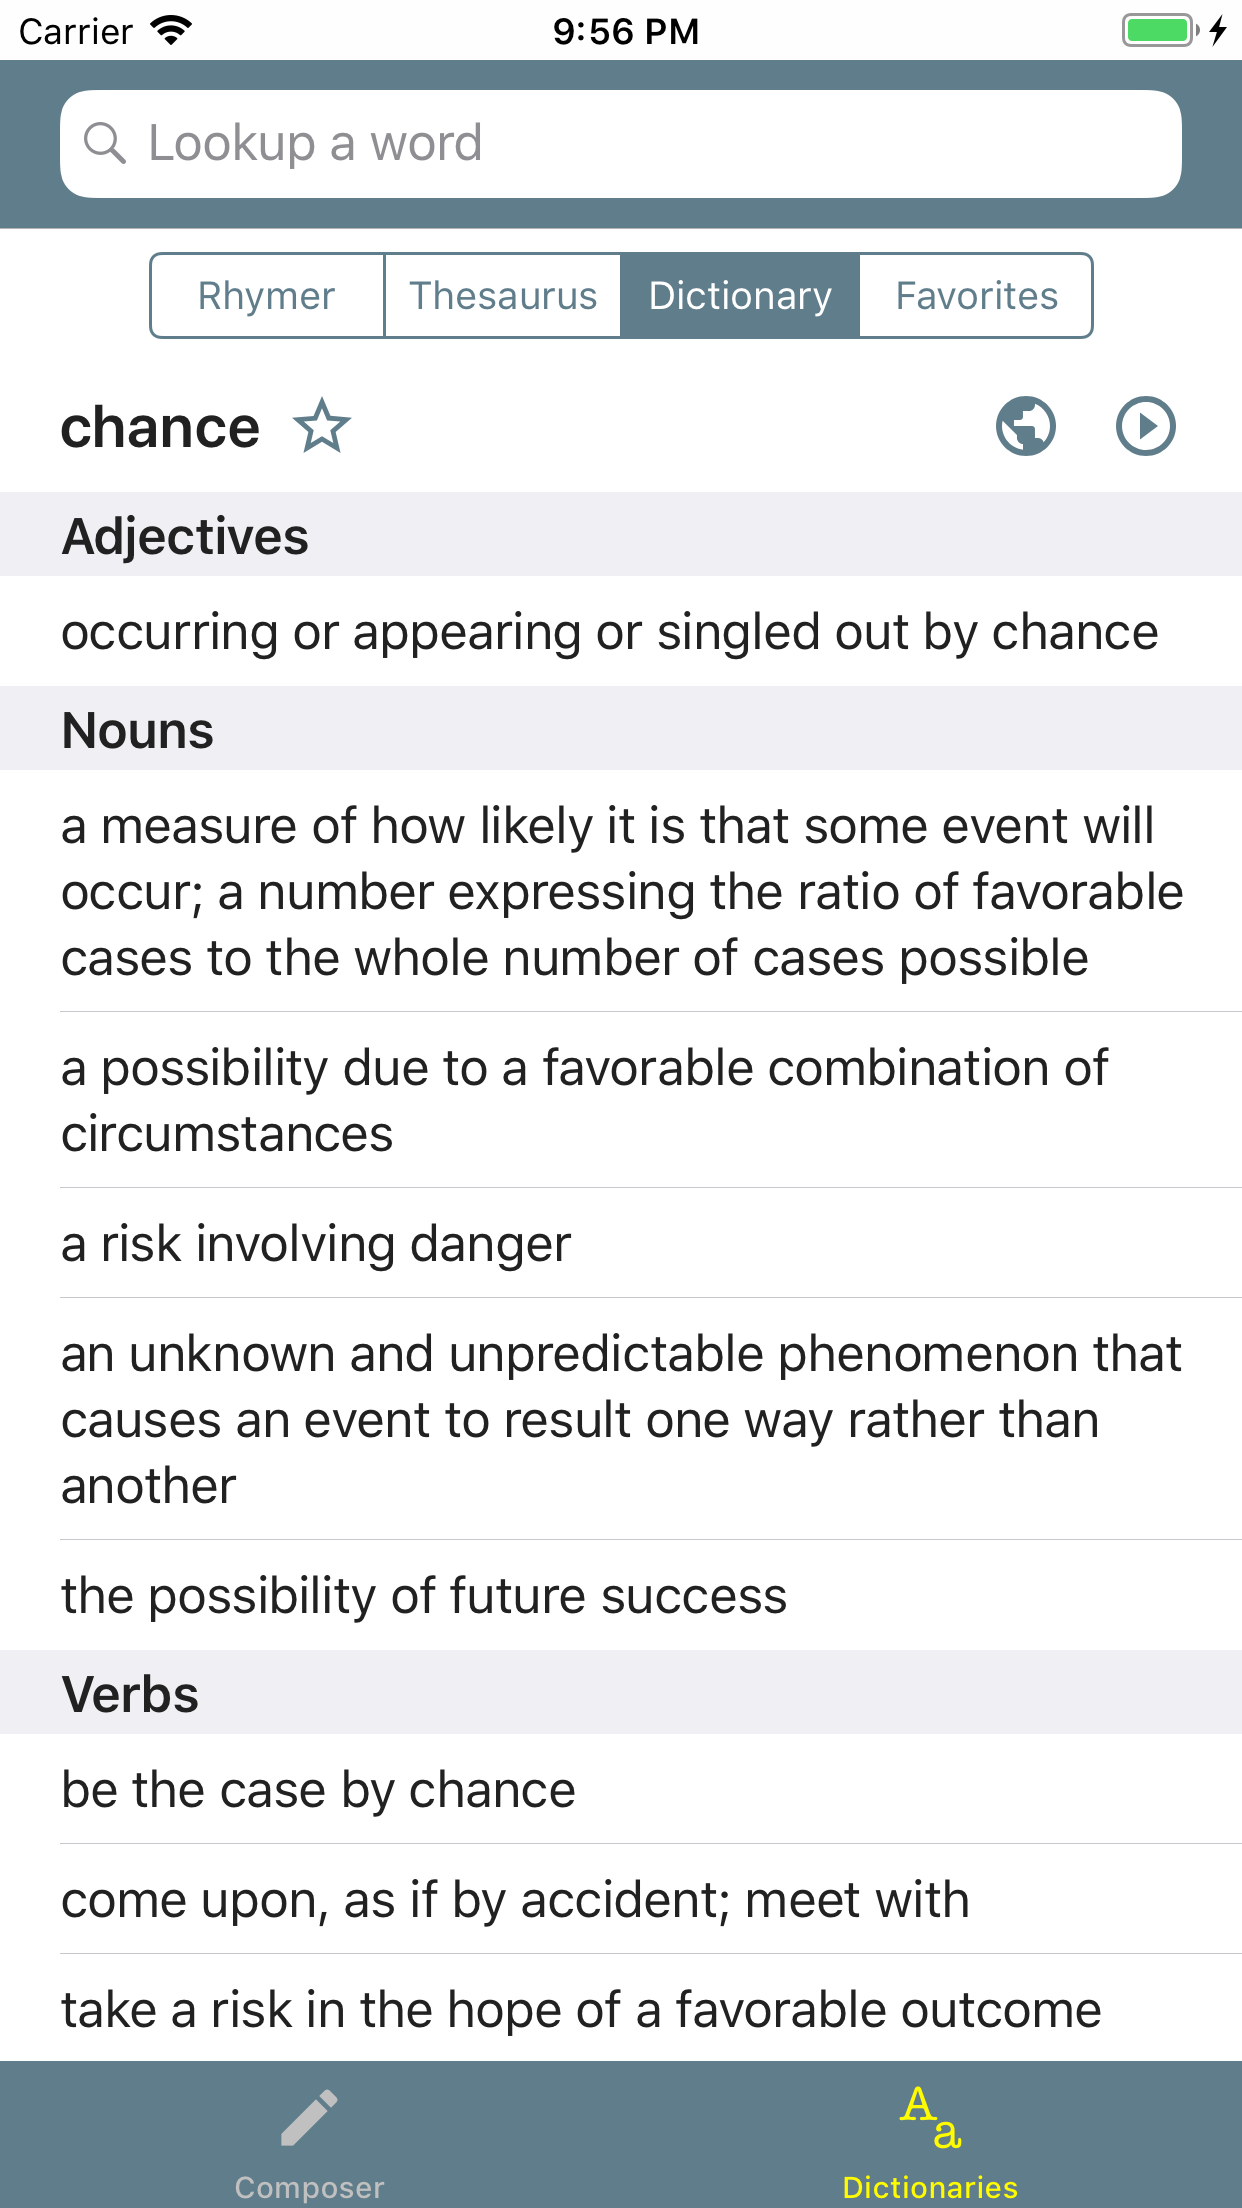 Carrier 9:56 PM
Lookup a word
Rhymer Thesaurus Dictionary Favorites
chance
Adjectives
occurring or appearing or singled out by chance
Nouns
a measure of how likely it is that some event will
occur; a number expressing the ratio of favorable
cases to the whole number of cases possible
a possibility due to a favorable combination of
circumstances
a risk involving danger
an unknown and unpredictable phenomenon that
causes an event to result one way rather than
another
the possibility of future success
Verbs
be the case by chance
come upon, as if by accident; meet with
take a risk in the hope of a favorable outcome
Aa
Composer Dictionaries